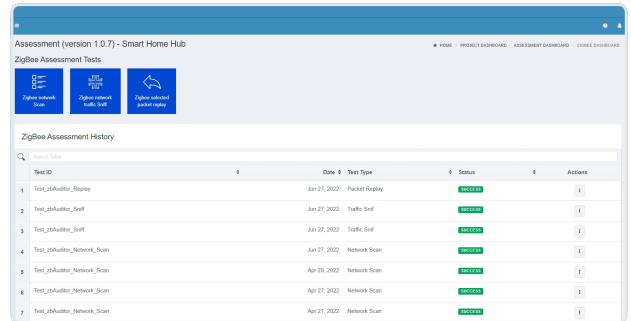 Assessment (version 1.0.7) - Smart Home Hub
HOME PROJECT DASHBOARD ASSESSMENT DASHBOARD ZIGBEE DASHBOARD
ZigBee Assessment Tests
Zigbee network Scan
Zigbee network traffic Sniff
Zigbee selected packet replay
ZigBee Assessment History
Search Table
Test ID Date Test Type Status Actions
1 Test_zbAuditor_Replay Jun 27, 2022 Packet Replay SUCCESS
2 Test_zbAuditor_Sniff Jun 27, 2022 Traffic Snif SUCCESS
3 Test_zbAuditor_Sniff Jun 27, 2022 Traffic Snif SUCCESS
4 Test_zbAuditor_Network_Scan Jun 27, 2022 Network Scan SUCCESS
5 Test_zbAuditor_Network_Scan Apr 29, 2022 Network Scan SUCCESS
6 Test_zbAuditor_Network_Scan Apr 27, 2022 Network Scan SUCCESS
7 Test_zbAuditor_Network_Scan Apr 21, 2022 Network Scan SUCCESS